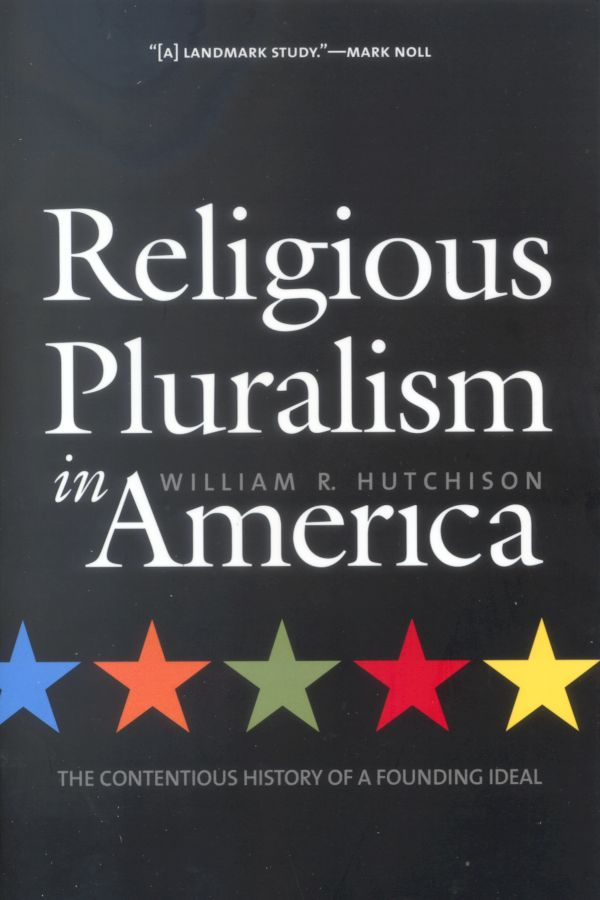 “[A] LANDMARK STUDY.”—MARK NOLL
Religious
Pluralism
in WILLIAM R. HUTCHISON
America
THE CONTENTIOUS HISTORY OF A FOUNDING IDEAL